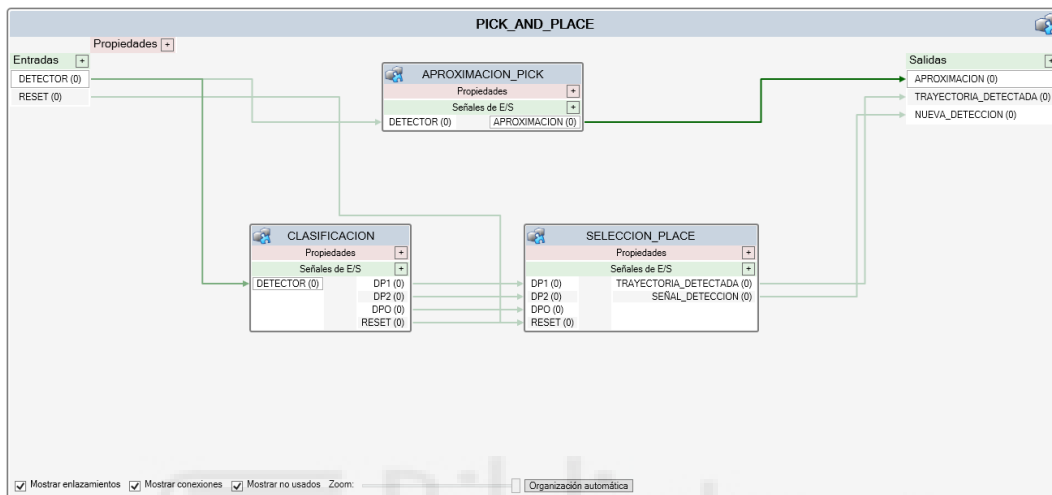 PICK_AND_PLACE
Propiedades +
Entradas +
DETECTOR (0)
RESET (0)
APROXIMACION_PICK
Propiedades +
Señales de E/S +
DETECTOR (0) APROXIMACION (0)
Salidas +
APROXIMACION (0)
TRAYECTORIA_DETECTADA (0)
NUEVA_DETECCION (0)
CLASIFICACION
Propiedades +
Señales de E/S +
DETECTOR (0) DP1 (0)
DP2 (0)
DPO (0)
RESET (0)
SELECCION_PLACE
Propiedades +
Señales de E/S +
DP1 (0) TRAYECTORIA_DETECTADA (0)
DP2 (0) SEÑAL_DETECCION (0)
DPO (0)
RESET (0)
Mostrar enlazamientos Mostrar conexiones Mostrar no usados Zoom: Organización automática